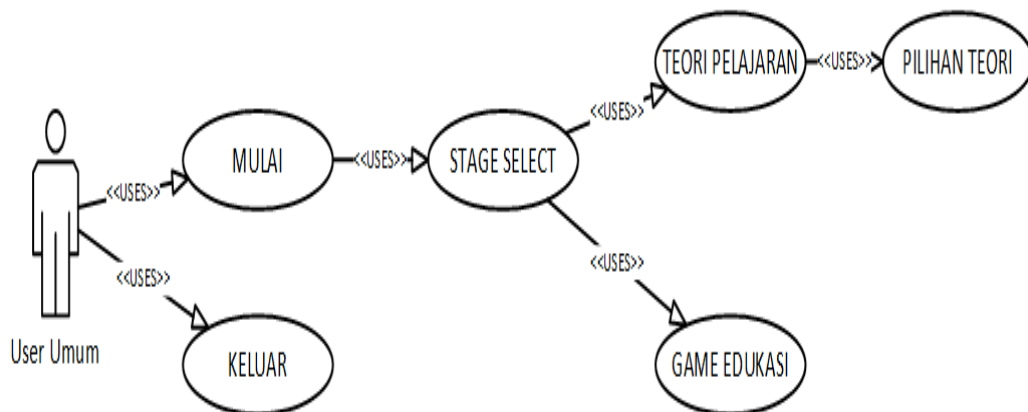 TEORI PELAJARAN <<USES>> PILIHAN TEORI
<<USES>>
MULAI <<USES>> STAGE SELECT
<<USES>>
<<USES>>
<<USES>>
User Umum
KELUAR
GAME EDUKASI